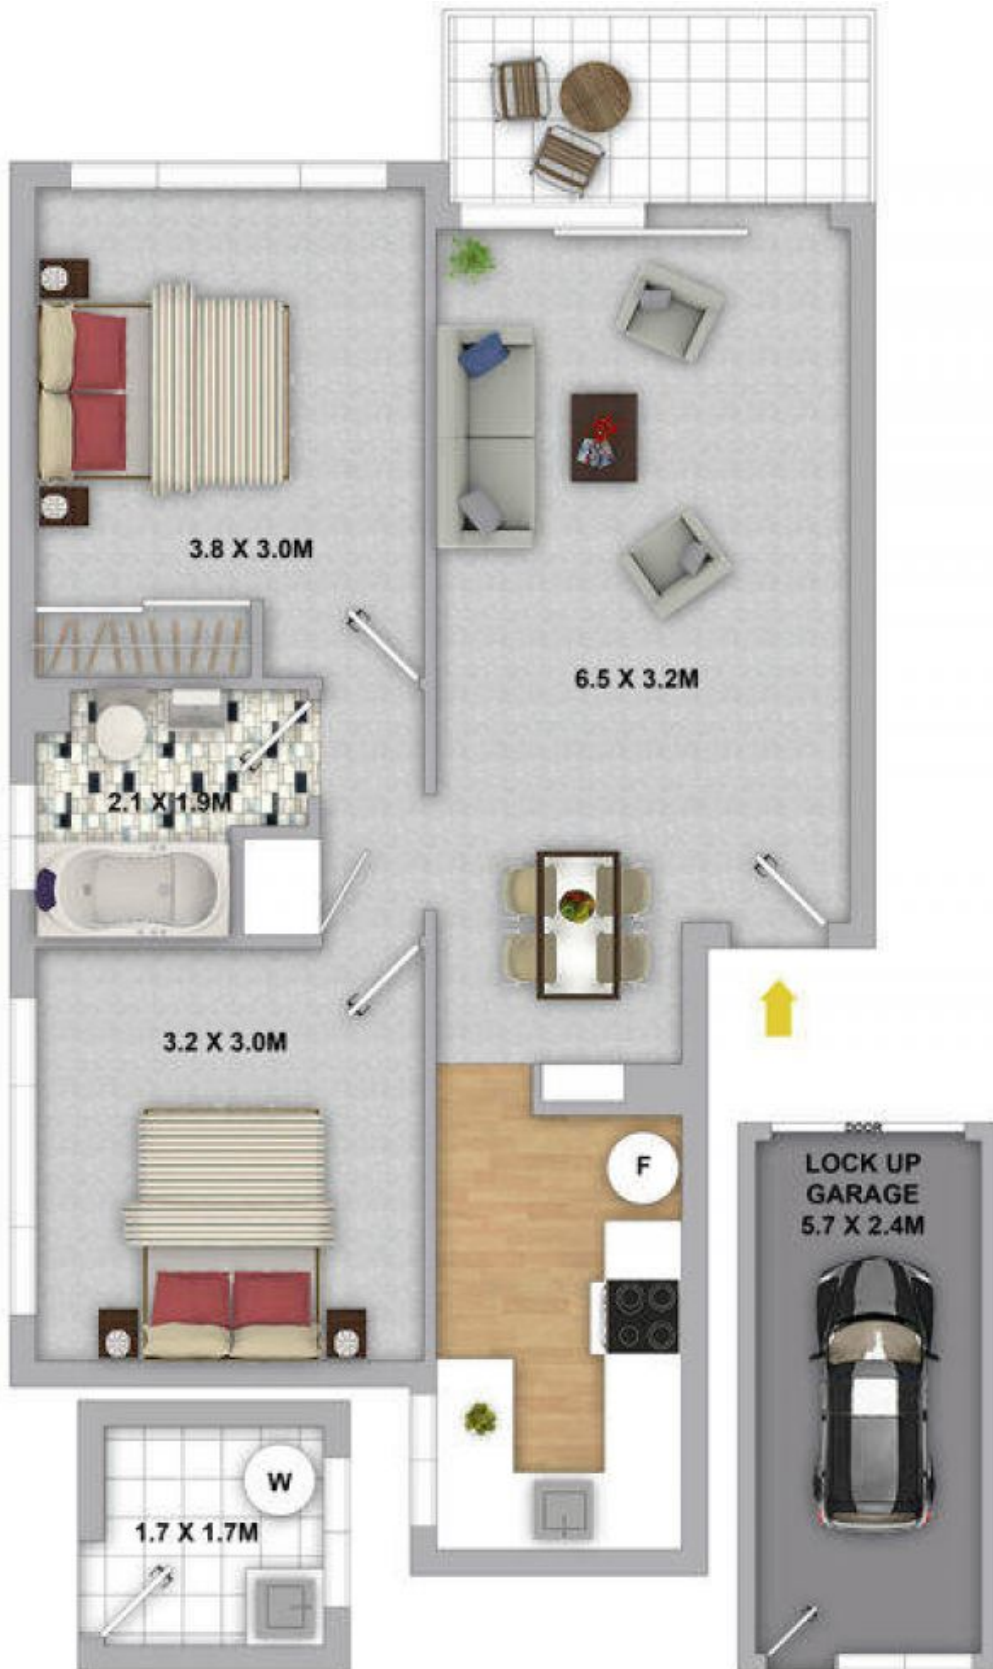 3.8 X 3.0M
6.5 X 3.2M
2.1 X 1.9M
3.2 X 3.0M
F
DOOR
LOCK UP
GARAGE
5.7 X 2.4M
W
1.7 X 1.7M